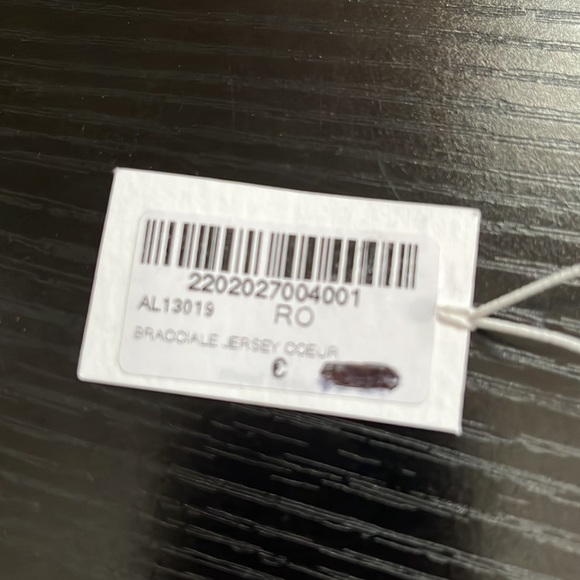 2202027004001
AL13019 RO
BRACCIALE JERSEY COEUR
€